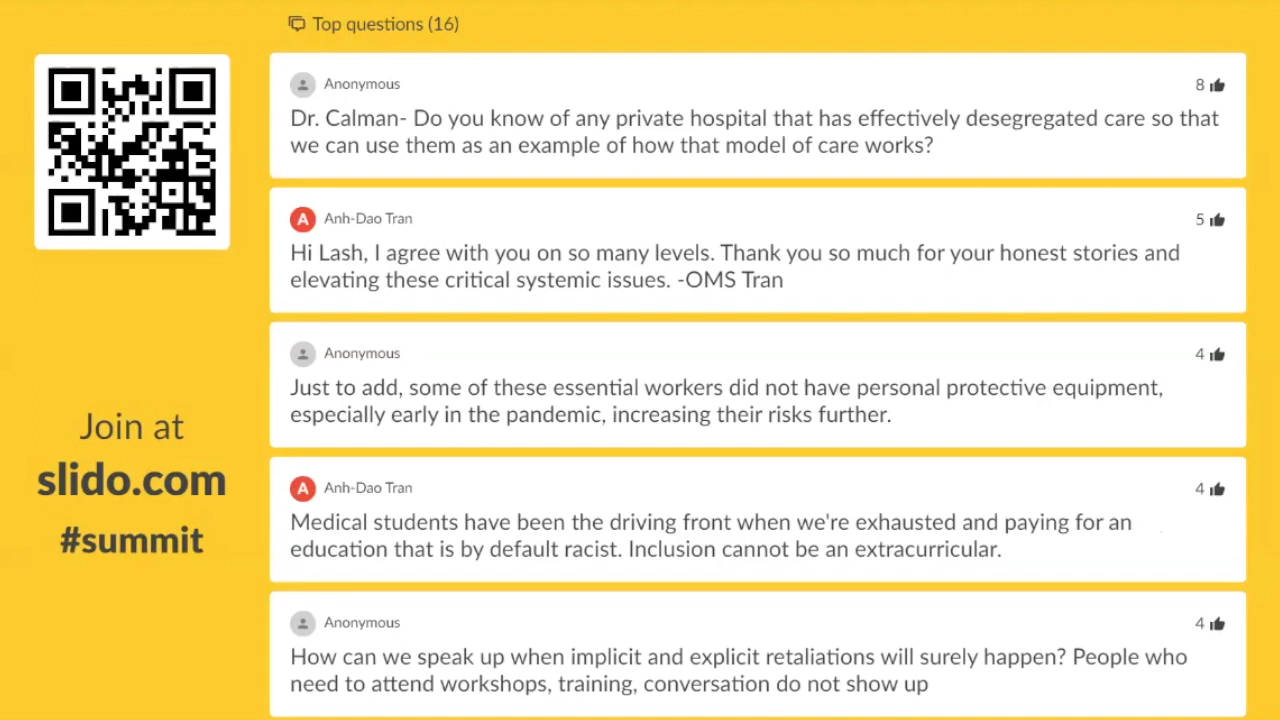 Top questions (16)
Anonymous
8
Dr. Calman- Do you know of any private hospital that has effectively desegregated care so that
we can use them as an example of how that model of care works?
A Anh-Dao Tran
5
Hi Lash, I agree with you on so many levels. Thank you so much for your honest stories and
elevating these critical systemic issues. -OMS Tran
Anonymous
4
Just to add, some of these essential workers did not have personal protective equipment,
especially early in the pandemic, increasing their risks further.
A Anh-Dao Tran
4
Medical students have been the driving front when we're exhausted and paying for an
education that is by default racist. Inclusion cannot be an extracurricular.
Anonymous
4
How can we speak up when implicit and explicit retaliations will surely happen? People who
need to attend workshops, training, conversation do not show up
Join at
slido.com
#summit